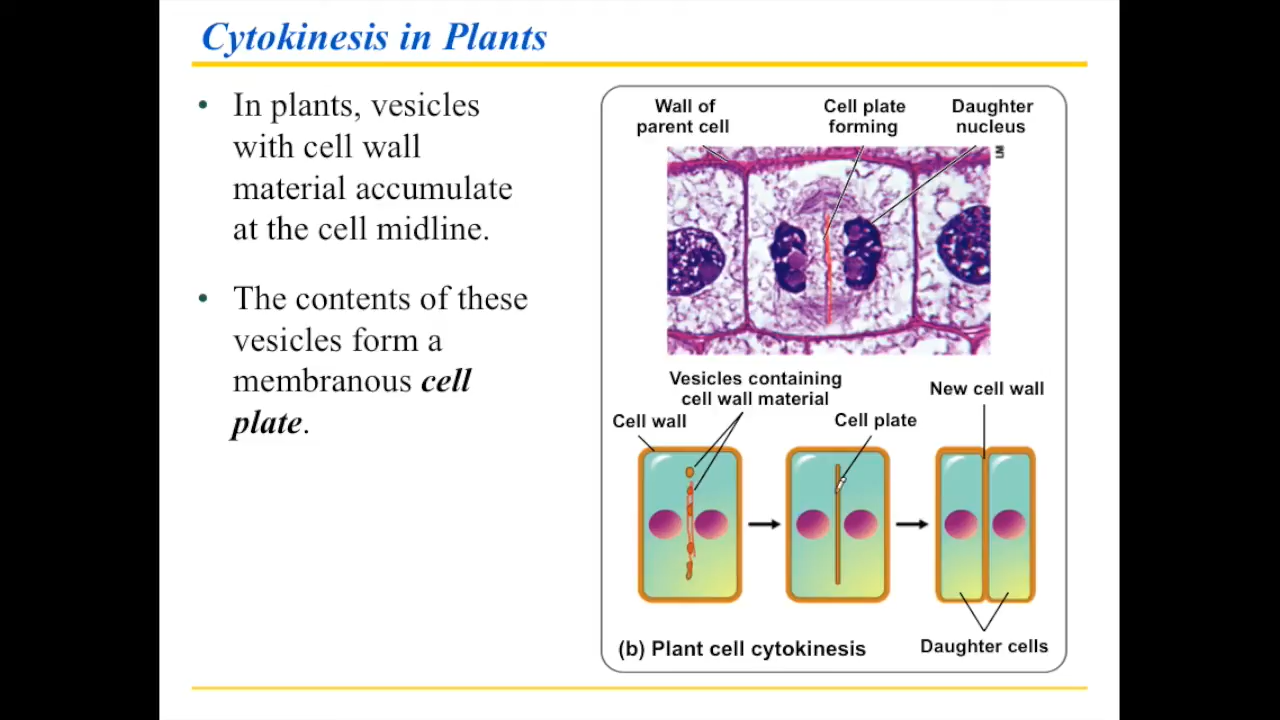 Cytokinesis in Plants
• In plants, vesicles
with cell wall
material accumulate
at the cell midline.
• The contents of these
vesicles form a
membranous cell
plate.
Wall of
parent cell
Cell plate
forming
Daughter
nucleus
LM
Vesicles containing
cell wall material
Cell wall
Cell plate
New cell wall
(b) Plant cell cytokinesis
Daughter cells